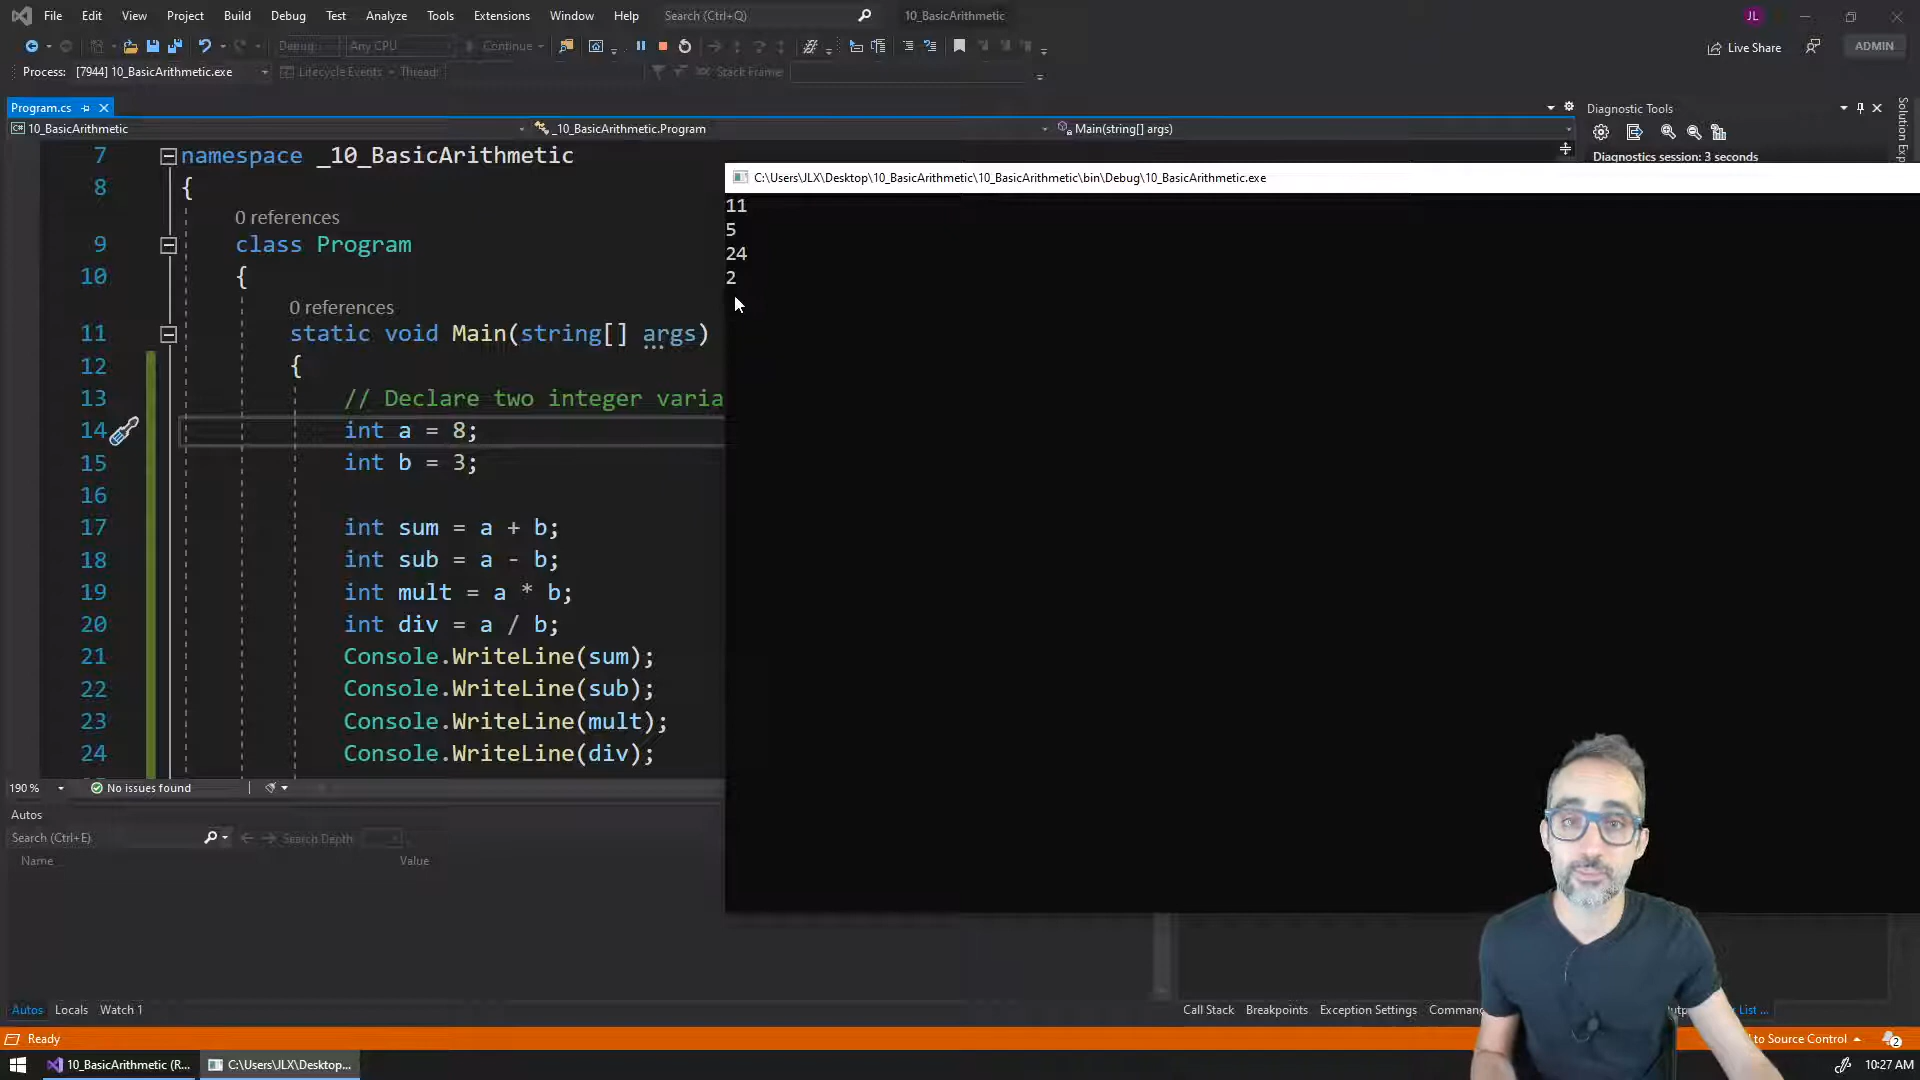 File Edit View Project Build Debug Test Analyze Tools Extensions Window Help Search (Ctrl+Q) 10_BasicArithmetic JL
Debug Any CPU Continue Live Share ADMIN
Process: [7944] 10_BasicArithmetic.exe Lifecycle Events Thread: Stack Frame:
Program.cs Diagnostic Tools
10_BasicArithmetic _10_BasicArithmetic.Program Main(string[] args)
Diagnostics session: 3 seconds
Solution Exp
7 namespace _10_BasicArithmetic
8 {
0 references
9 class Program
10 {
0 references
11 static void Main(string[] args)
12 {
13 // Declare two integer varia
14 int a = 8;
15 int b = 3;
16
17 int sum = a + b;
18 int sub = a - b;
19 int mult = a * b;
20 int div = a / b;
21 Console.WriteLine(sum);
22 Console.WriteLine(sub);
23 Console.WriteLine(mult);
24 Console.WriteLine(div);
C:\Users\JLX\Desktop\10_BasicArithmetic\10_BasicArithmetic\bin\Debug\10_BasicArithmetic.exe
11
5
24
2
190 % No issues found
Autos
Search (Ctrl+E) Search Depth:
Name Value
Autos Locals Watch 1 Call Stack Breakpoints Exception Settings Comman List ...
Ready to Source Control 2
10_BasicArithmetic (R... C:\Users\JLX\Desktop... 10:27 AM